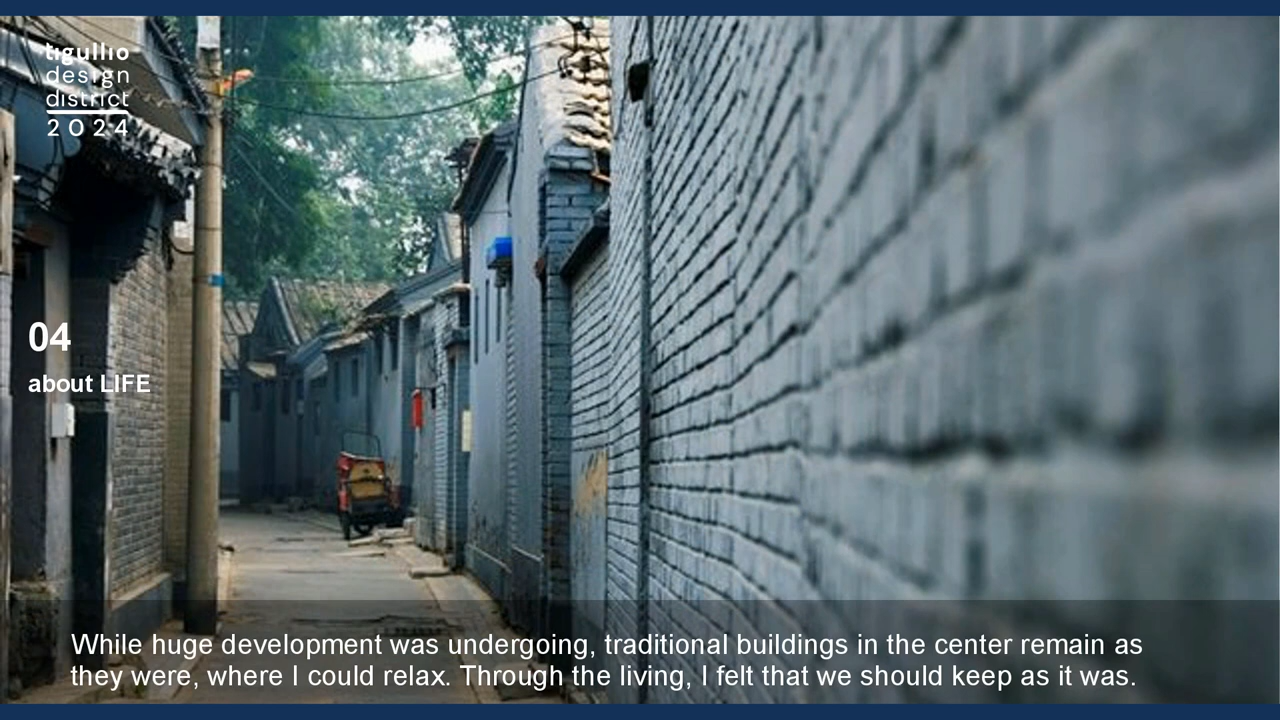 tigullio
design
district
2024
04
about LIFE
While huge development was undergoing, traditional buildings in the center remain as
they were, where I could relax. Through the living, I felt that we should keep as it was.